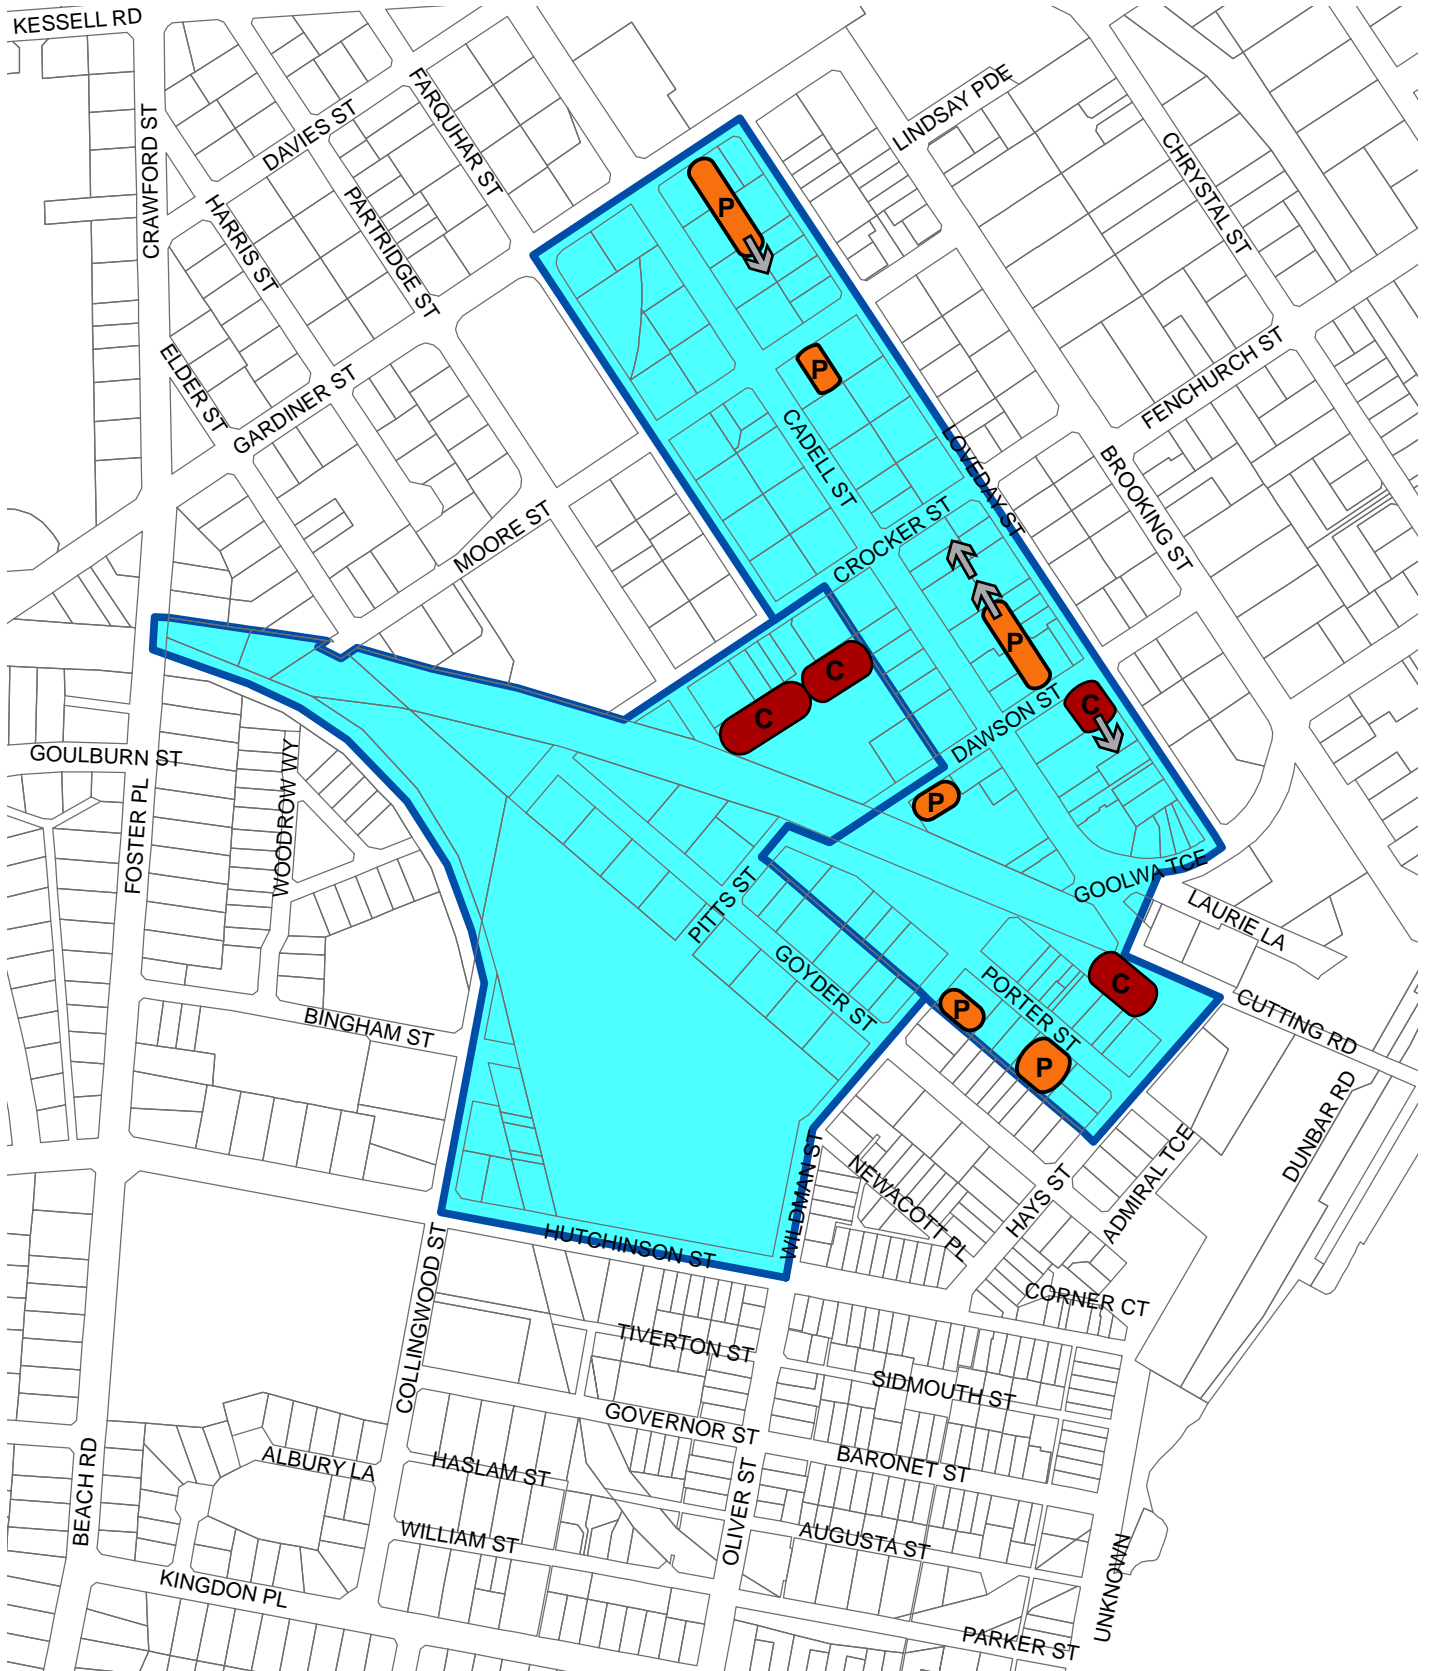 KESSELL RD
CRAWFORD ST
DAVIES ST
FARQUHAR ST
HARRIS ST
PARTRIDGE ST
ELDER ST
GARDINER ST
MOORE ST
LINDSAY PDE
CHRYSTAL ST
FENCHURCH ST
BROOKING ST
LOVEDAY ST
CADELL ST
CROCKER ST
DAWSON ST
P
P
P
C
C
C
P
GOULBURN ST
FOSTER PL
WOODROW WY
BINGHAM ST
PITTS ST
GOYDER ST
GOOLWA TCE
LAURIE LA
CUTTING RD
PORTER ST
C
P
P
DUNBAR RD
ADMIRAL TCE
HAYS ST
NEWACOTT PL
WILDMAN ST
HUTCHINSON ST
CORNER CT
COLLINGWOOD ST
TIVERTON ST
SIDMOUTH ST
GOVERNOR ST
BARONET ST
ALBURY LA
HASLAM ST
BEACH RD
WILLIAM ST
OLIVER ST
AUGUSTA ST
KINGDON PL
PARKER ST
UNKNOWN